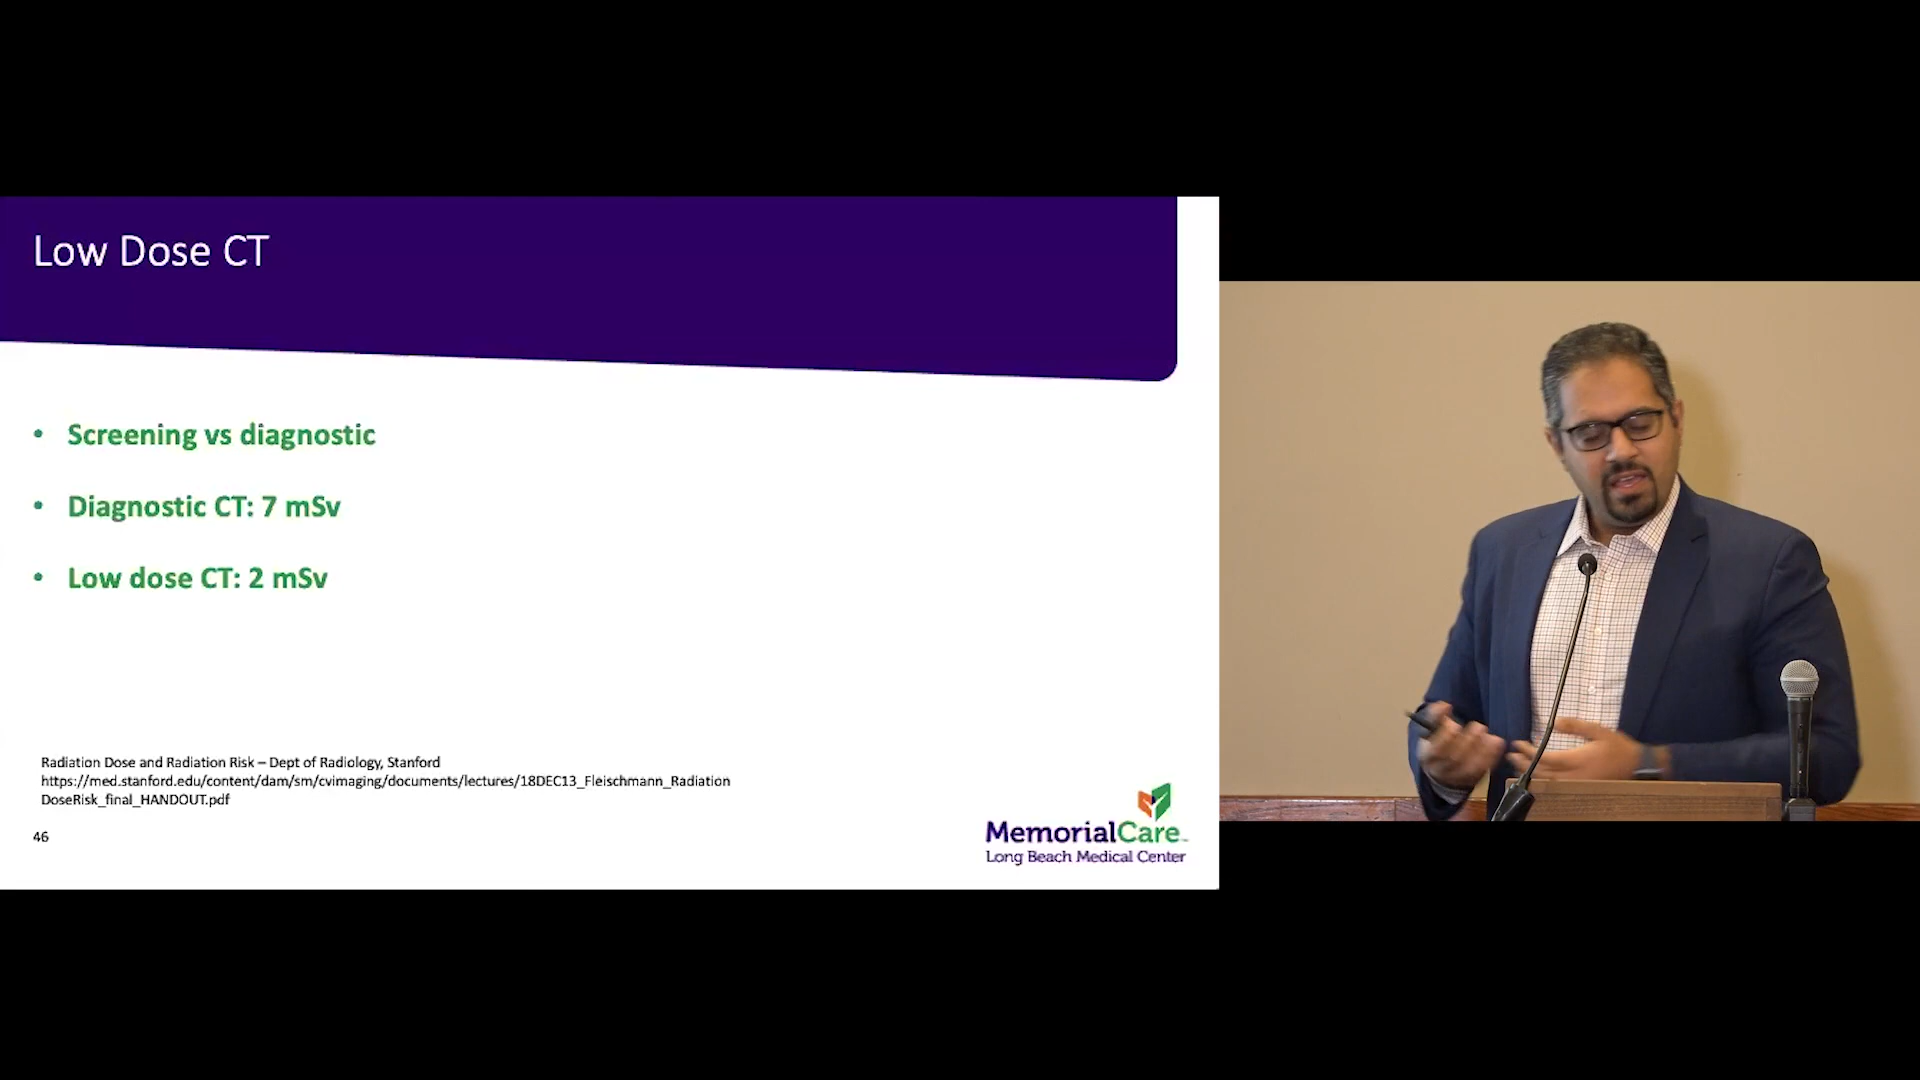 Low Dose CT
• Screening vs diagnostic
• Diagnostic CT: 7 mSv
• Low dose CT: 2 mSv
Radiation Dose and Radiation Risk – Dept of Radiology, Stanford
https://med.stanford.edu/content/dam/sm/cvimaging/documents/lectures/18DEC13_Fleischmann_Radiation
DoseRisk_final_HANDOUT.pdf
46
MemorialCare™
Long Beach Medical Center